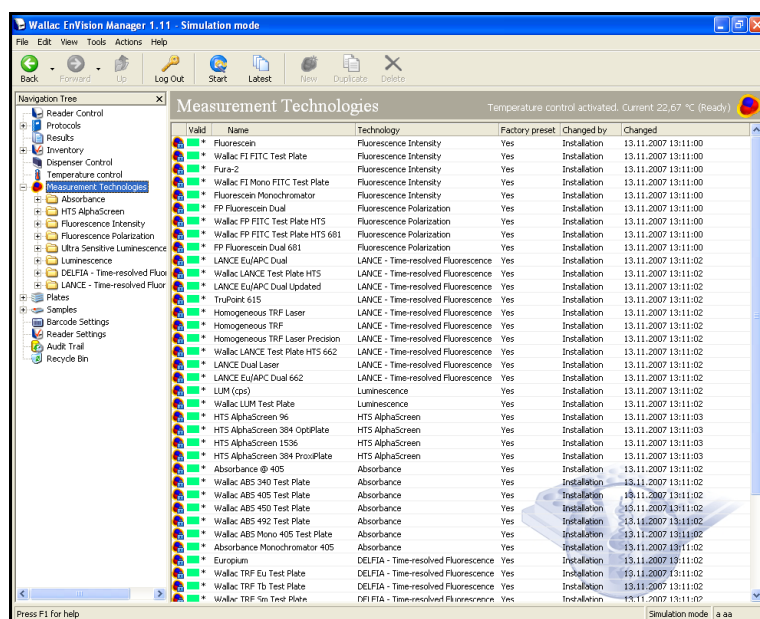 Wallac EnVision Manager 1.11 - Simulation mode
File Edit View Tools Actions Help
Back Forward Up Log Out Start Latest New Duplicate Delete
Navigation Tree
Reader Control
Protocols
Results
Inventory
Dispenser Control
Temperature control
Measurement Technologies
Absorbance
HTS AlphaScreen
Fluorescence Intensity
Fluorescence Polarization
Ultra Sensitive Luminescence
Luminescence
DELFIA - Time-resolved Fluor
LANCE - Time-resolved Fluor
Plates
Samples
Barcode Settings
Reader Settings
Audit Trail
Recycle Bin
Measurement Technologies Temperature control activated. Current 22,67 °C (Ready)
Valid Name Technology Factory preset Changed by Changed
* Fluorescein Fluorescence Intensity Yes Installation 13.11.2007 13:11:00
* Wallac FI FITC Test Plate Fluorescence Intensity Yes Installation 13.11.2007 13:11:00
* Fura-2 Fluorescence Intensity Yes Installation 13.11.2007 13:11:00
* Wallac FI Mono FITC Test Plate Fluorescence Intensity Yes Installation 13.11.2007 13:11:00
* Fluorescein Monochromator Fluorescence Intensity Yes Installation 13.11.2007 13:11:00
* FP Fluorescein Dual Fluorescence Polarization Yes Installation 13.11.2007 13:11:00
* Wallac FP FITC Test Plate HTS Fluorescence Polarization Yes Installation 13.11.2007 13:11:00
* Wallac FP FITC Test Plate HTS 681 Fluorescence Polarization Yes Installation 13.11.2007 13:11:00
* FP Fluorescein Dual 681 Fluorescence Polarization Yes Installation 13.11.2007 13:11:00
* LANCE Eu/APC Dual LANCE - Time-resolved Fluorescence Yes Installation 13.11.2007 13:11:02
* Wallac LANCE Test Plate HTS LANCE - Time-resolved Fluorescence Yes Installation 13.11.2007 13:11:02
* LANCE Eu/APC Dual Updated LANCE - Time-resolved Fluorescence Yes Installation 13.11.2007 13:11:02
* TruPoint 615 LANCE - Time-resolved Fluorescence Yes Installation 13.11.2007 13:11:02
* Homogeneous TRF Laser LANCE - Time-resolved Fluorescence Yes Installation 13.11.2007 13:11:02
* Homogeneous TRF LANCE - Time-resolved Fluorescence Yes Installation 13.11.2007 13:11:02
* Homogeneous TRF Laser Precision LANCE - Time-resolved Fluorescence Yes Installation 13.11.2007 13:11:02
* Wallac LANCE Test Plate HTS 662 LANCE - Time-resolved Fluorescence Yes Installation 13.11.2007 13:11:02
* LANCE Dual Laser LANCE - Time-resolved Fluorescence Yes Installation 13.11.2007 13:11:02
* LANCE Eu/APC Dual 662 LANCE - Time-resolved Fluorescence Yes Installation 13.11.2007 13:11:02
* LUM (cps) Luminescence Yes Installation 13.11.2007 13:11:02
* Wallac LUM Test Plate Luminescence Yes Installation 13.11.2007 13:11:02
* HTS AlphaScreen 96 HTS AlphaScreen Yes Installation 13.11.2007 13:11:03
* HTS AlphaScreen 384 OptiPlate HTS AlphaScreen Yes Installation 13.11.2007 13:11:03
* HTS AlphaScreen 1536 HTS AlphaScreen Yes Installation 13.11.2007 13:11:03
* HTS AlphaScreen 384 ProxiPlate HTS AlphaScreen Yes Installation 13.11.2007 13:11:03
* Absorbance @ 405 Absorbance Yes Installation 13.11.2007 13:11:02
* Wallac ABS 340 Test Plate Absorbance Yes Installation 13.11.2007 13:11:02
* Wallac ABS 405 Test Plate Absorbance Yes Installation 13.11.2007 13:11:02
* Wallac ABS 450 Test Plate Absorbance Yes Installation 13.11.2007 13:11:02
* Wallac ABS 492 Test Plate Absorbance Yes Installation 13.11.2007 13:11:02
* Wallac ABS Mono 405 Test Plate Absorbance Yes Installation 13.11.2007 13:11:02
* Absorbance Monochromator 405 Absorbance Yes Installation 13.11.2007 13:11:02
* Europium DELFIA - Time-resolved Fluorescence Yes Installation 13.11.2007 13:11:02
* Wallac TRF Eu Test Plate DELFIA - Time-resolved Fluorescence Yes Installation 13.11.2007 13:11:02
* Wallac TRF Tb Test Plate DELFIA - Time-resolved Fluorescence Yes Installation 13.11.2007 13:11:02
* Wallac TRF Sm Test Plate DELFIA - Time-resolved Fluorescence Yes Installation 13.11.2007 13:11:02
Press F1 for help Simulation mode a aa